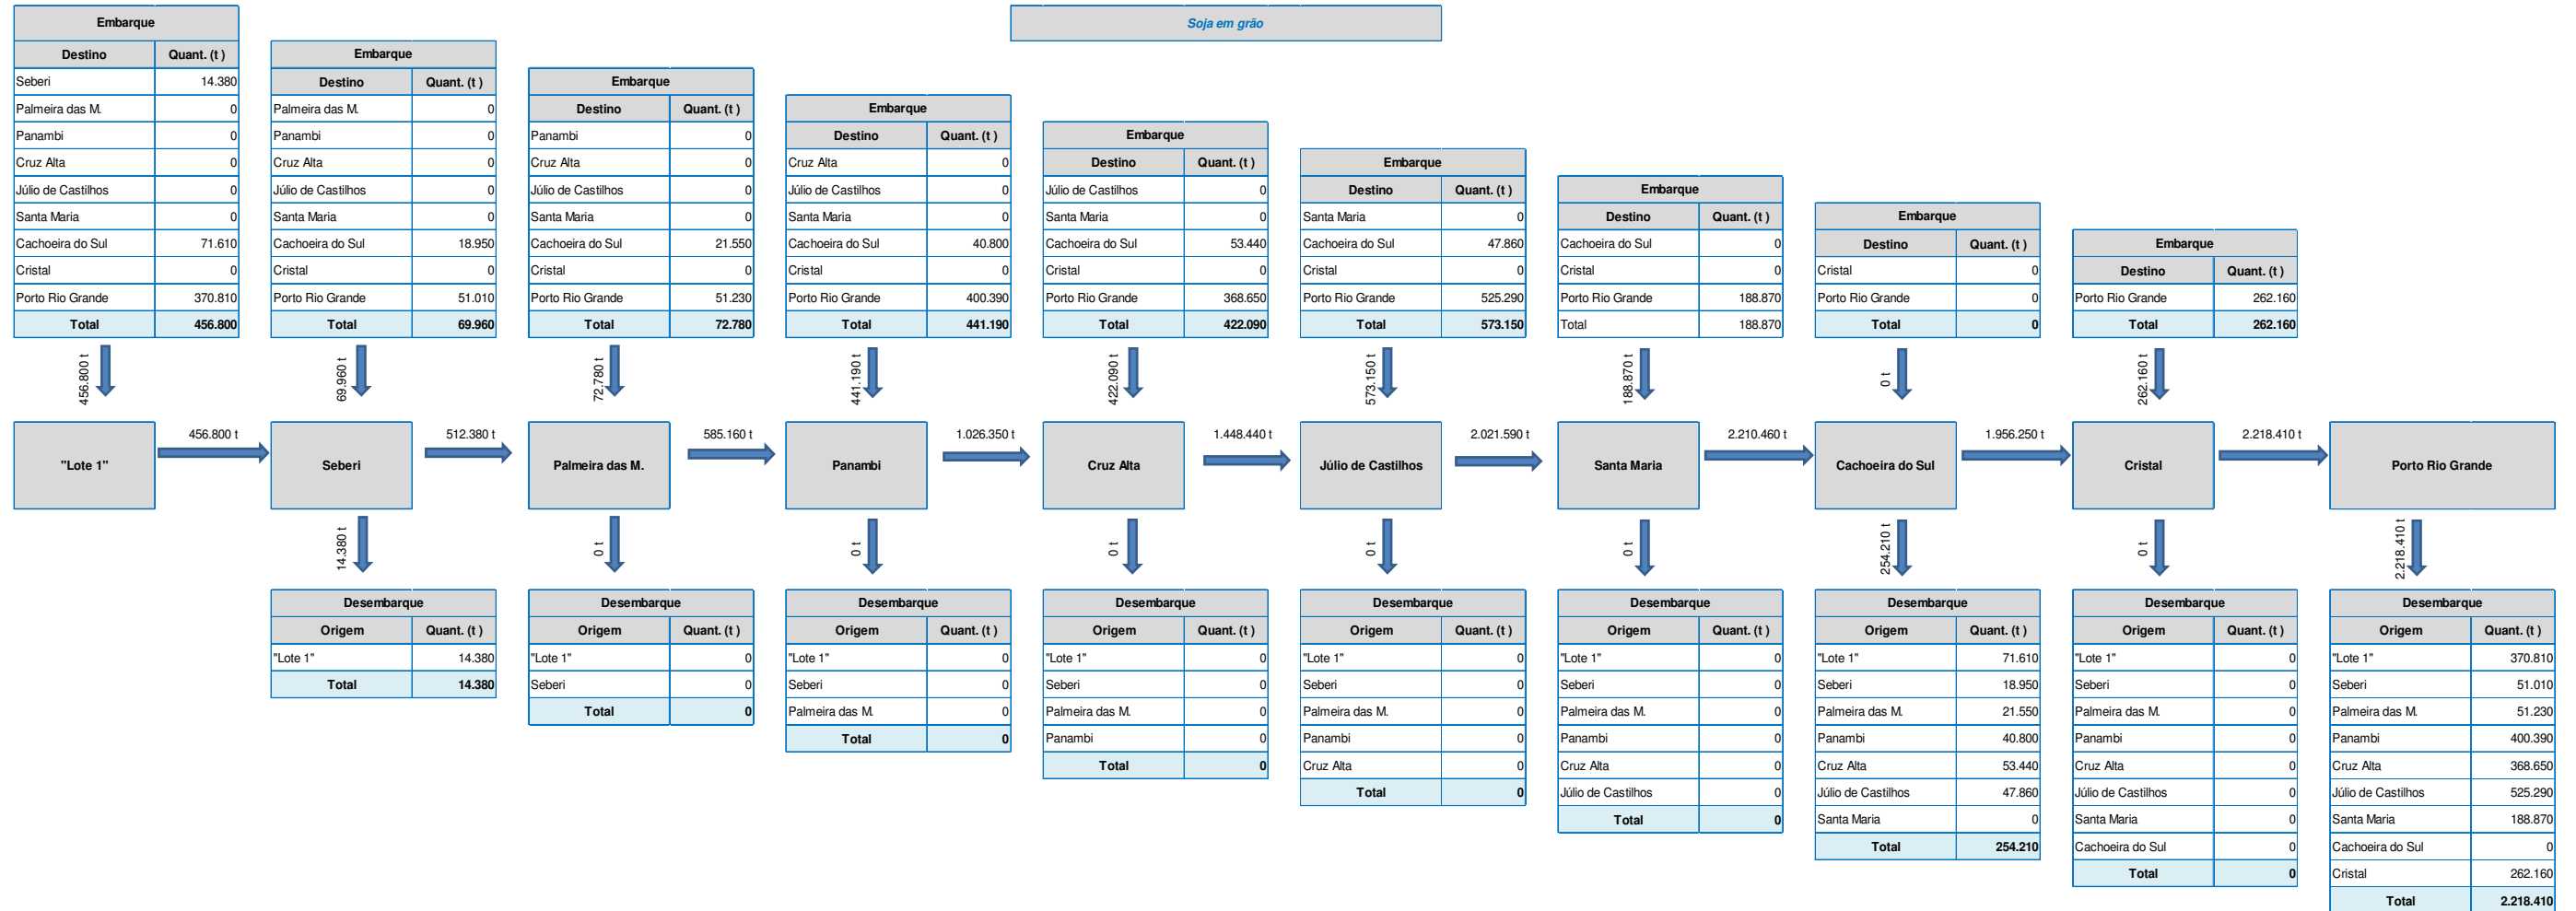 Soja em grão
Embarque
Destino Quant. (t )
Seberi 14.380
Palmeira das M. 0
Panambi 0
Cruz Alta 0
Júlio de Castilhos 0
Santa Maria 0
Cachoeira do Sul 71.610
Cristal 0
Porto Rio Grande 370.810
Total 456.800
Embarque
Destino Quant. (t )
Palmeira das M. 0
Panambi 0
Cruz Alta 0
Júlio de Castilhos 0
Santa Maria 0
Cachoeira do Sul 18.950
Cristal 0
Porto Rio Grande 51.010
Total 69.960
Embarque
Destino Quant. (t )
Panambi 0
Cruz Alta 0
Júlio de Castilhos 0
Santa Maria 0
Cachoeira do Sul 21.550
Cristal 0
Porto Rio Grande 51.230
Total 72.780
Embarque
Destino Quant. (t )
Cruz Alta 0
Júlio de Castilhos 0
Santa Maria 0
Cachoeira do Sul 40.800
Cristal 0
Porto Rio Grande 400.390
Total 441.190
Embarque
Destino Quant. (t )
Júlio de Castilhos 0
Santa Maria 0
Cachoeira do Sul 53.440
Cristal 0
Porto Rio Grande 368.650
Total 422.090
Embarque
Destino Quant. (t )
Santa Maria 0
Cachoeira do Sul 47.860
Cristal 0
Porto Rio Grande 525.290
Total 573.150
Embarque
Destino Quant. (t )
Cachoeira do Sul 0
Cristal 0
Porto Rio Grande 188.870
Total 188.870
Embarque
Destino Quant. (t )
Cristal 0
Porto Rio Grande 0
Total 0
Embarque
Destino Quant. (t )
Porto Rio Grande 262.160
Total 262.160
456.800 t
69.960 t
72.780 t
441.190 t
422.090 t
573.150 t
188.870 t
0 t
262.160 t
"Lote 1"
456.800 t
Seberi
512.380 t
Palmeira das M.
585.160 t
Panambi
1.026.350 t
Cruz Alta
1.448.440 t
Júlio de Castilhos
2.021.590 t
Santa Maria
2.210.460 t
Cachoeira do Sul
1.956.250 t
Cristal
2.218.410 t
Porto Rio Grande
14.380 t
0 t
0 t
0 t
0 t
0 t
254.210 t
0 t
2.218.410 t
Desembarque
Origem Quant. (t )
"Lote 1" 14.380
Total 14.380
Desembarque
Origem Quant. (t )
"Lote 1" 0
Seberi 0
Total 0
Desembarque
Origem Quant. (t )
"Lote 1" 0
Seberi 0
Palmeira das M. 0
Total 0
Desembarque
Origem Quant. (t )
"Lote 1" 0
Seberi 0
Palmeira das M. 0
Panambi 0
Total 0
Desembarque
Origem Quant. (t )
"Lote 1" 0
Seberi 0
Palmeira das M. 0
Panambi 0
Cruz Alta 0
Total 0
Desembarque
Origem Quant. (t )
"Lote 1" 0
Seberi 0
Palmeira das M. 0
Panambi 0
Cruz Alta 0
Júlio de Castilhos 0
Total 0
Desembarque
Origem Quant. (t )
"Lote 1" 71.610
Seberi 18.950
Palmeira das M. 21.550
Panambi 40.800
Cruz Alta 53.440
Júlio de Castilhos 47.860
Santa Maria 0
Total 254.210
Desembarque
Origem Quant. (t )
"Lote 1" 0
Seberi 0
Palmeira das M. 0
Panambi 0
Cruz Alta 0
Júlio de Castilhos 0
Santa Maria 0
Cachoeira do Sul 0
Total 0
Desembarque
Origem Quant. (t )
"Lote 1" 370.810
Seberi 51.010
Palmeira das M. 51.230
Panambi 400.390
Cruz Alta 368.650
Júlio de Castilhos 525.290
Santa Maria 188.870
Cachoeira do Sul 0
Cristal 262.160
Total 2.218.410